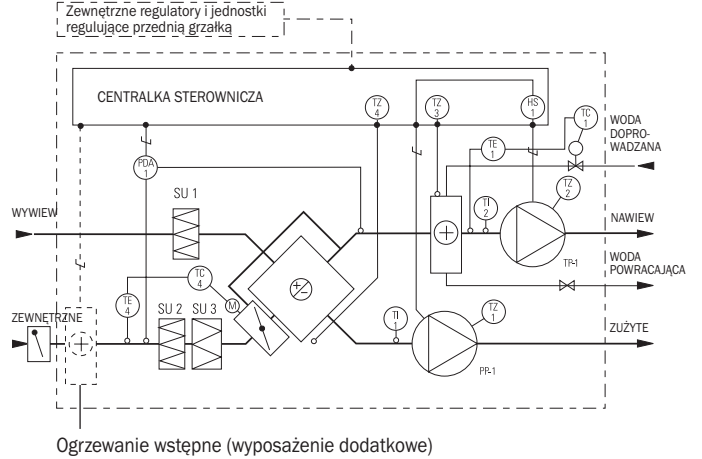 Zewnętrzne regulatory i jednostki
regulujące przednią grzałką
CENTRALKA STEROWNICZA
TZ
4
TZ
3
HS
1
TC
1
WODA
DOPRO-
WADZANA
TE
1
PDA
1
SU 1
TI
2
TZ
2
WYWIEW
NAWIEW
TP-1
WODA
POWRACAJĄCA
TC
4
TE
4
M
ZEWNĘTRZNE
SU 2
SU 3
TI
1
TZ
1
ZUŻYTE
PP-1
Ogrzewanie wstępne (wyposażenie dodatkowe)